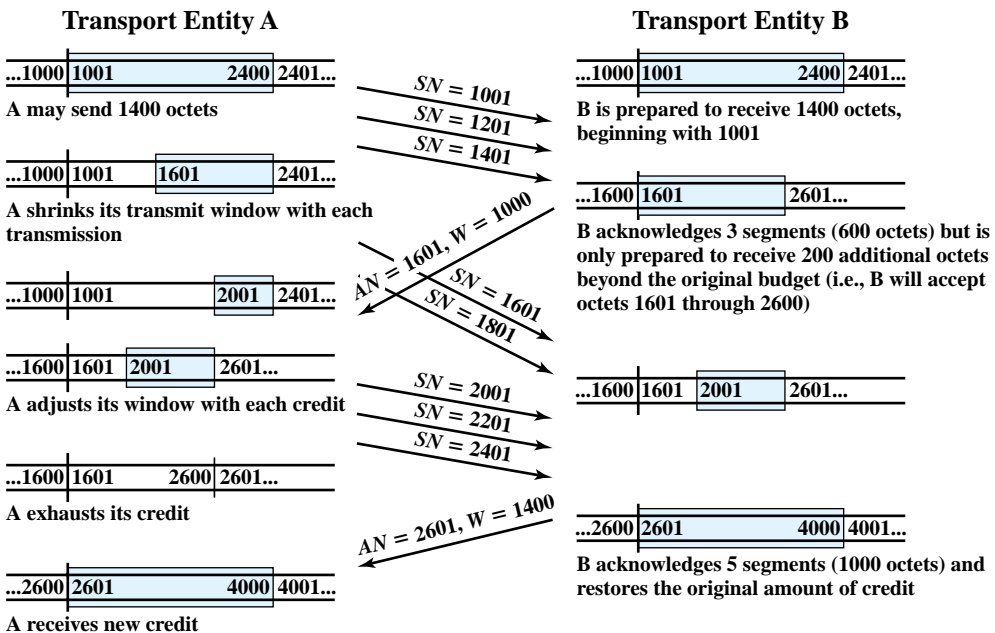 Transport Entity A
...1000 1001 2400 2401...
A may send 1400 octets
...1000 1001 1601 2401...
A shrinks its transmit window with each
transmission
...1000 1001 2001 2401...
...1600 1601 2001 2601...
A adjusts its window with each credit
...1600 1601 2600 2601...
A exhausts its credit
...2600 2601 4000 4001...
A receives new credit
SN = 1001
SN = 1201
SN = 1401
AN = 1601, W = 1000
SN = 1601
SN = 1801
SN = 2001
SN = 2201
SN = 2401
AN = 2601, W = 1400
Transport Entity B
...1000 1001 2400 2401...
B is prepared to receive 1400 octets,
beginning with 1001
...1600 1601 2601...
B acknowledges 3 segments (600 octets) but is
only prepared to receive 200 additional octets
beyond the original budget (i.e., B will accept
octets 1601 through 2600)
...1600 1601 2001 2601...
...2600 2601 4000 4001...
B acknowledges 5 segments (1000 octets) and
restores the original amount of credit